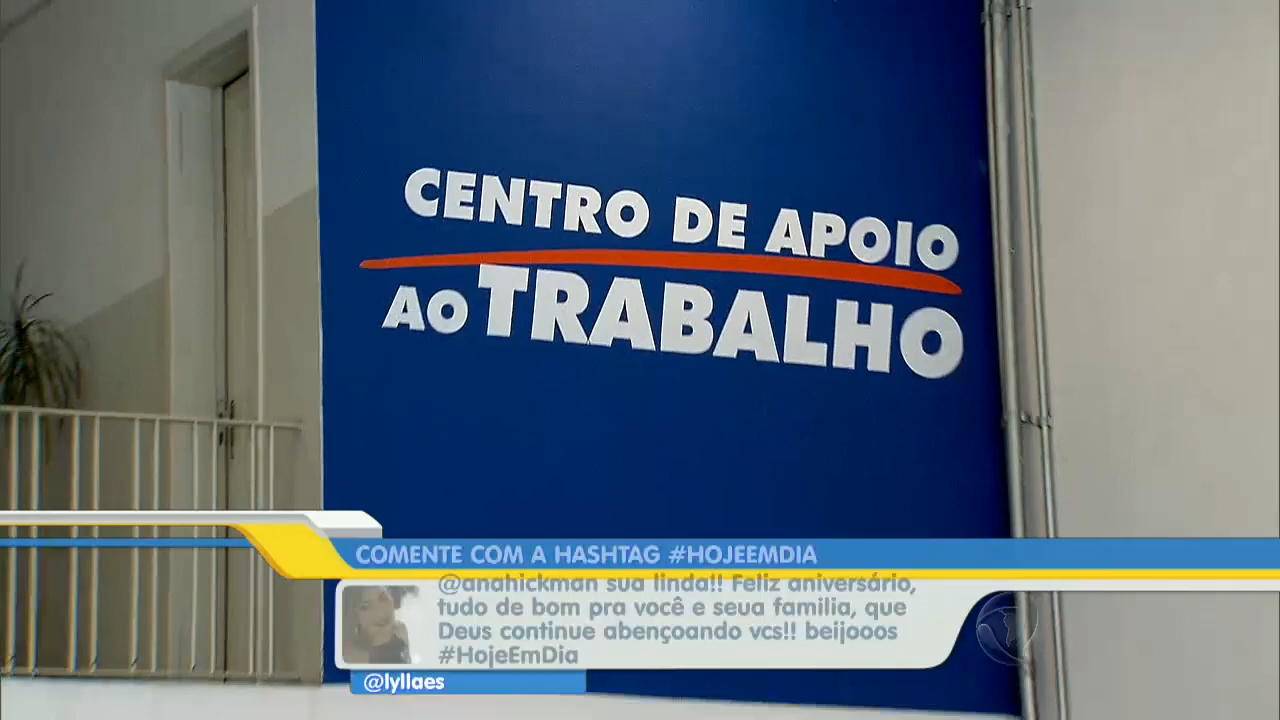 CENTRO DE APOIO
AO TRABALHO
COMENTE COM A HASHTAG #HOJEEMDIA
@anahickman sua linda!! Feliz aniversário,
tudo de bom pra você e seua familia, que
Deus continue abençoando vcs!! beijooos
#HojeEmDia
@lyllaes